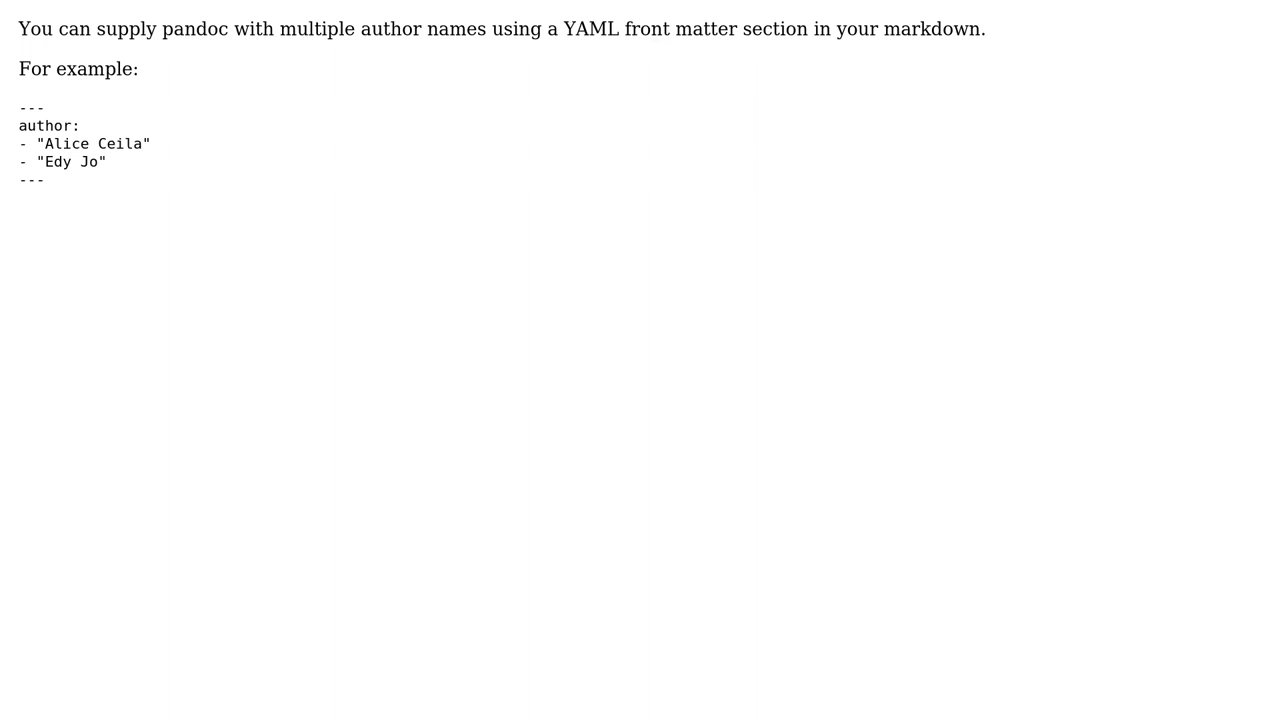 You can supply pandoc with multiple author names using a YAML front matter section in your markdown.
For example:
---
author:
- "Alice Ceila"
- "Edy Jo"
---